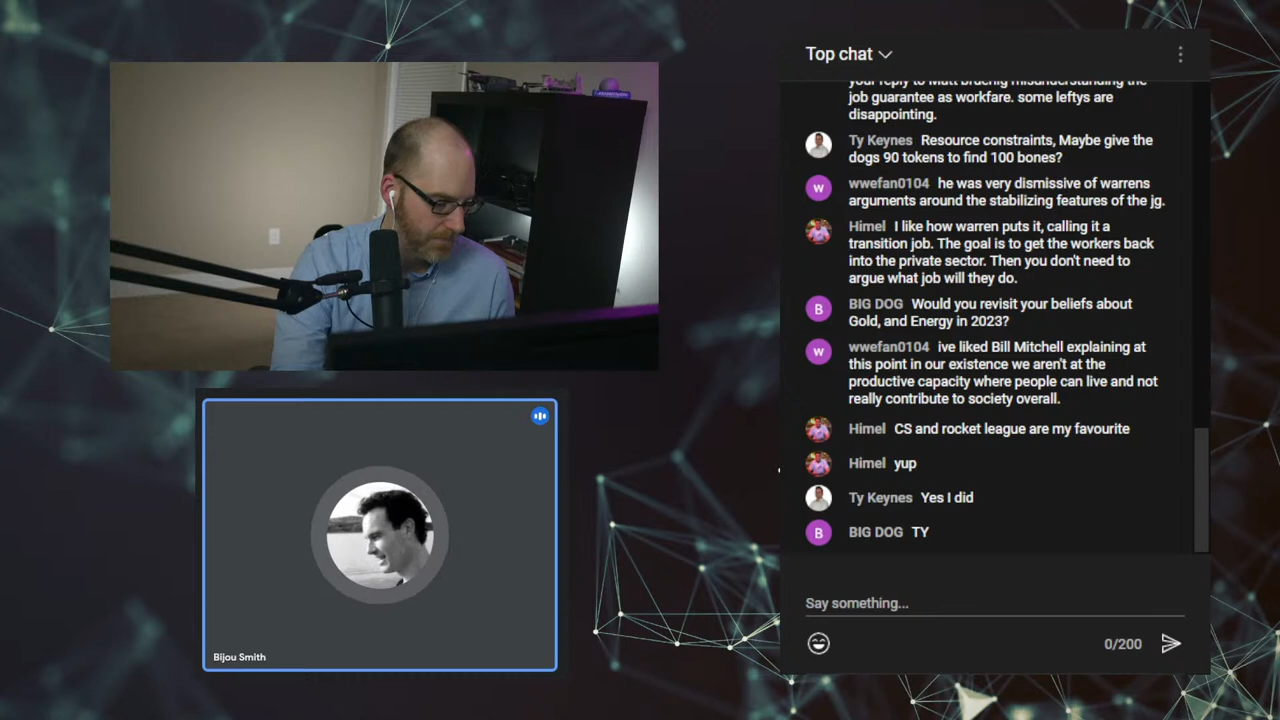 Top chat
your reply to Matt Bruenig misunderstanding the
job guarantee as workfare. some leftys are
disappointing.
Ty Keynes Resource constraints, Maybe give the
dogs 90 tokens to find 100 bones?
w
wwefan0104 he was very dismissive of warrens
arguments around the stabilizing features of the jg.
Himel I like how warren puts it, calling it a
transition job. The goal is to get the workers back
into the private sector. Then you don't need to
argue what job will they do.
B
BIG DOG Would you revisit your beliefs about
Gold, and Energy in 2023?
w
wwefan0104 ive liked Bill Mitchell explaining at
this point in our existence we aren't at the
productive capacity where people can live and not
really contribute to society overall.
Himel CS and rocket league are my favourite
Himel yup
Ty Keynes Yes I did
B
BIG DOG TY
Say something...
0/200
Bijou Smith